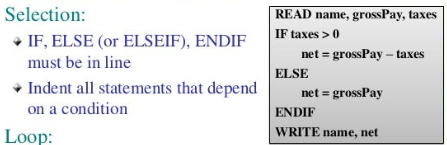 Selection:
IF, ELSE (or ELSEIF), ENDIF
must be in line
Indent all statements that depend
on a condition
Loop:
READ name, grossPay, taxes
IF taxes > 0
net = grossPay – taxes
ELSE
net = grossPay
ENDIF
WRITE name, net